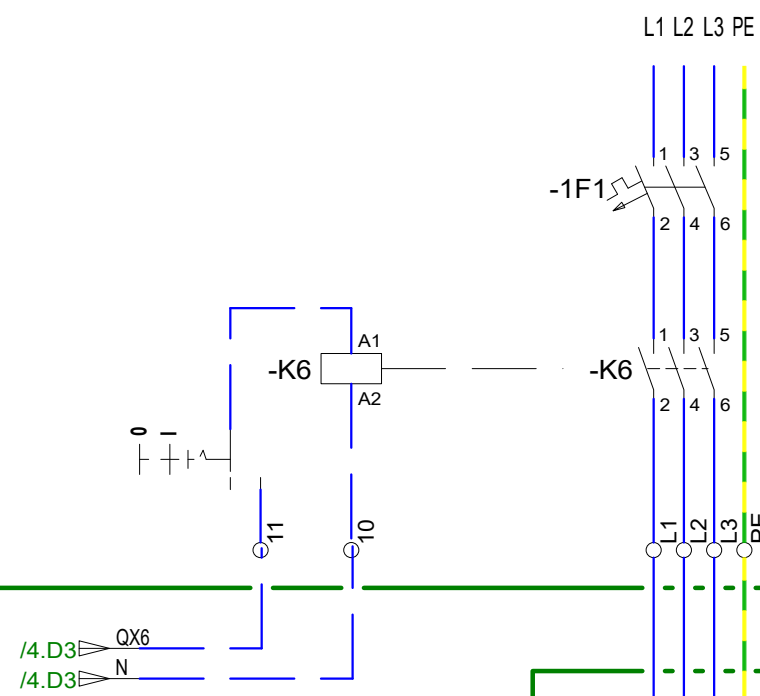 L1 L2 L3 PE
1 3 5
-1F1
2 4 6
A1
1 3 5
-K6
-K6
A2
2 4 6
0 I
11
10
L1
L2
L3
PE
/4.D3 QX6
/4.D3 N